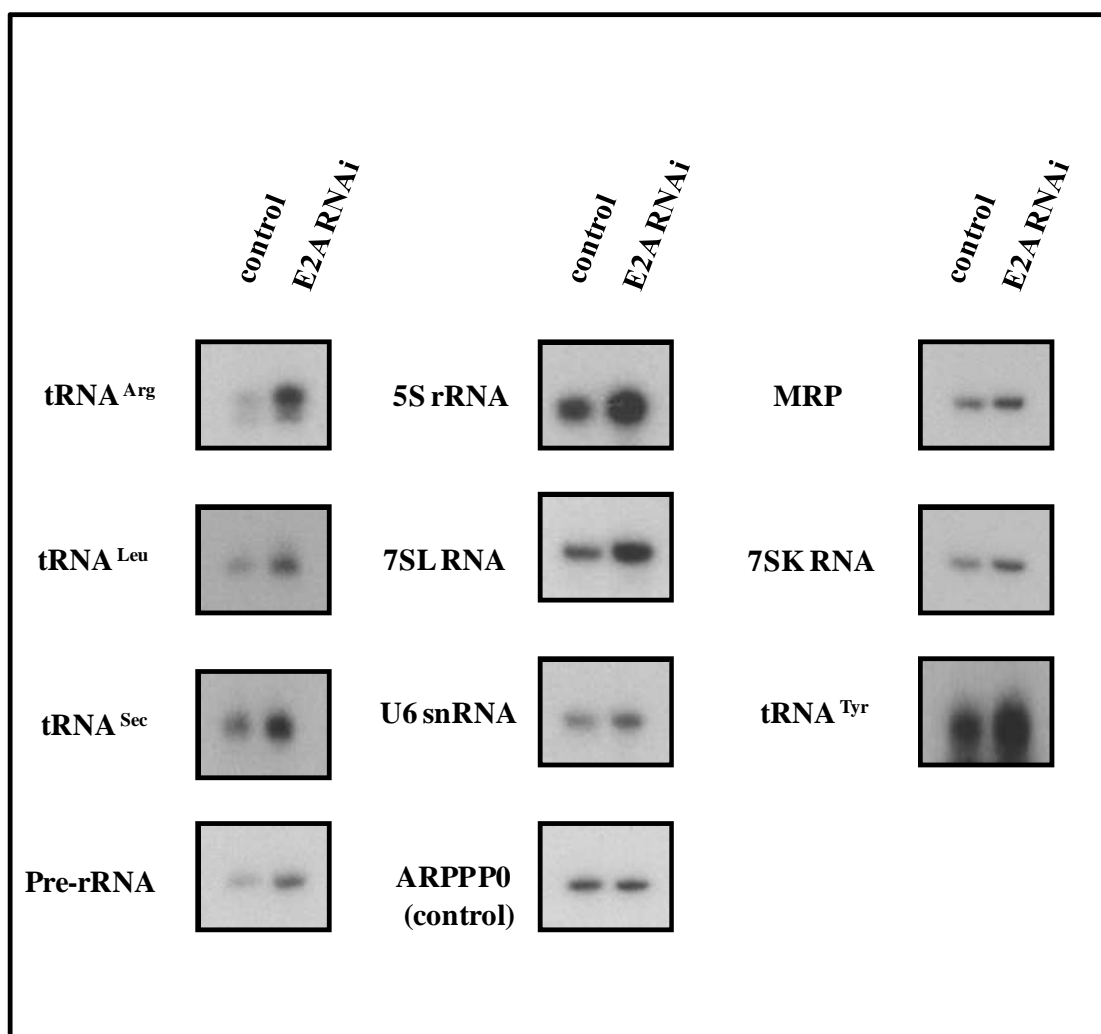 control
E2A RNAi
control
E2A RNAi
control
E2A RNAi
tRNA Arg
5S rRNA
MRP
tRNA Leu
7SL RNA
7SK RNA
tRNA Sec
U6 snRNA
tRNA Tyr
Pre-rRNA
ARPPP0
(control)